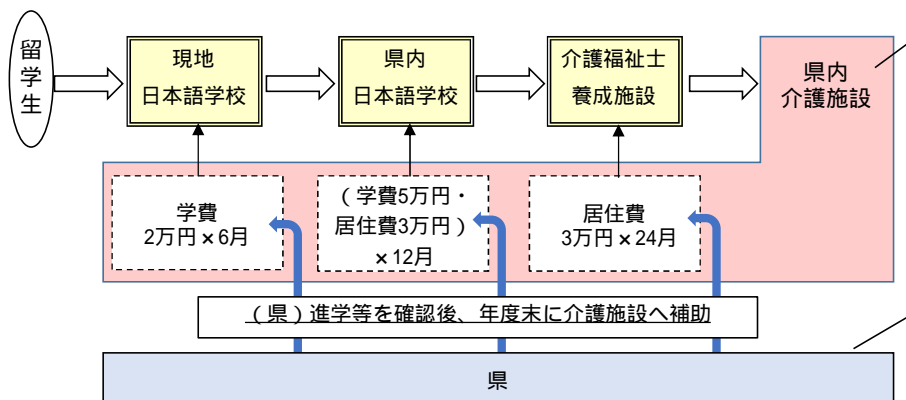 留学生
現地
日本語学校
県内
日本語学校
介護福祉士
養成施設
県内
介護施設
学費
2万円×6月
(学費5万円・
居住費3万円)
×12月
居住費
3万円×24月
(県)進学等を確認後、年度末に介護施設へ補助
県